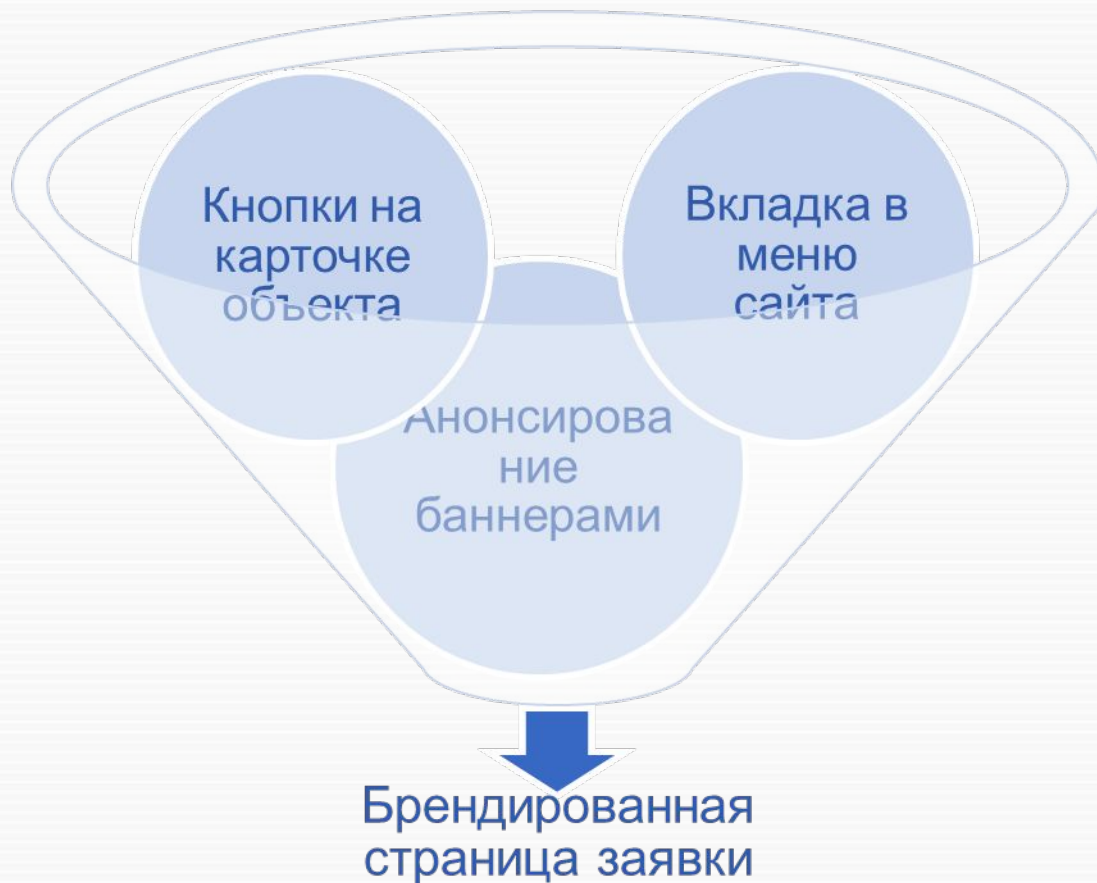 Кнопки на
карточке
объекта
Вкладка в
меню
сайта
Анонсирова
ние
баннерами
Брендированная
страница заявки